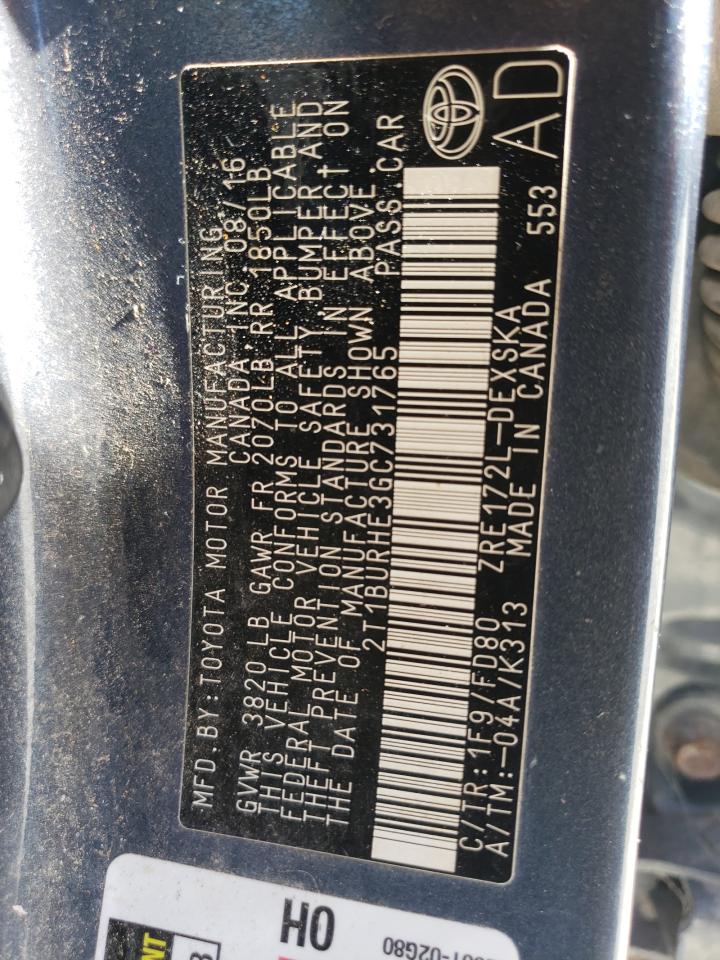 MFD.BY:TOYOTA MOTOR MANUFACTURING
CANADA INC.08/16
GVWR 3820 LB GAWR FR 2070LB RR 1850LB
THIS VEHICLE CONFORMS TO ALL APPLICABLE
FEDERAL MOTOR VEHICLE SAFETY, BUMPER AND
THEFT PREVENTION STANDARDS IN EFFECT ON
THE DATE OF MANUFACTURE SHOWN ABOVE.
2T1BURHE3GC731765 PASS.CAR
C/TR:1F9/FD80 ZRE172L-DEXSKA 553
A/TM:-04A/K313 MADE IN CANADA AD
OH